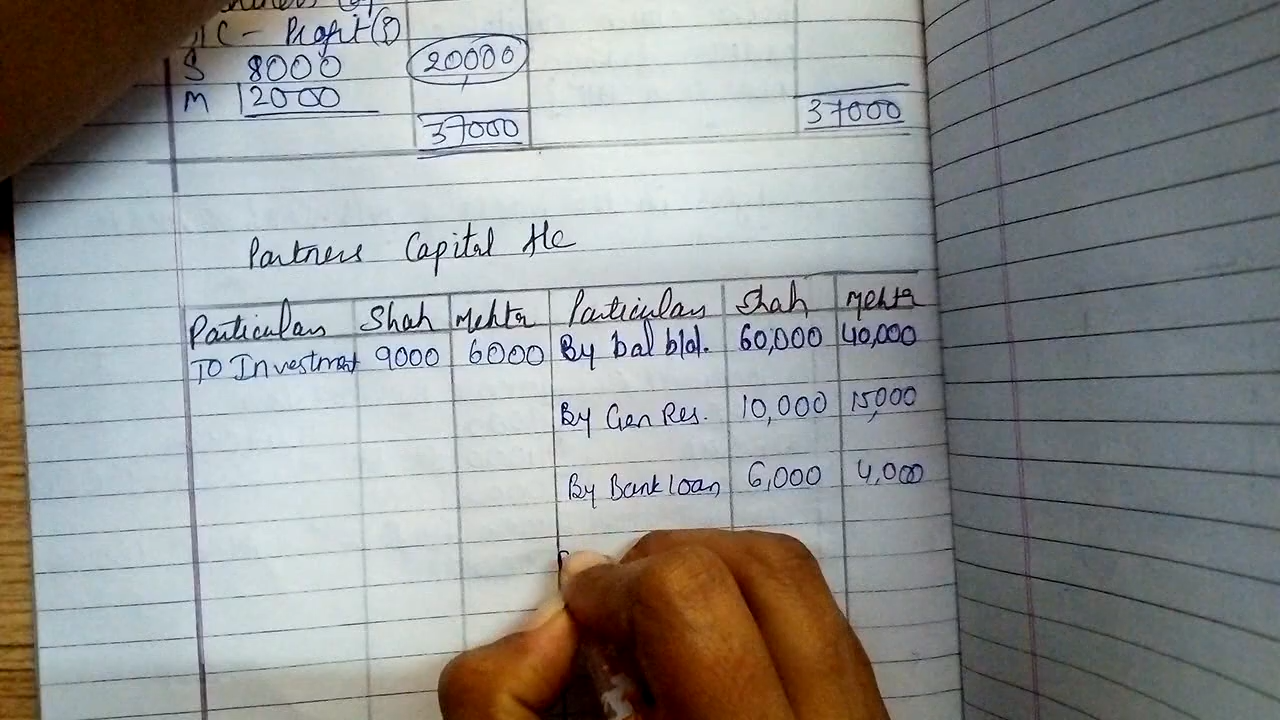 A/C - Profit(s)
S 8000 20000
M 12000 37000
37000
Partners Capital A/c
Particulars Shah Mehta Particulars Shah Mehta
To Investment 9000 6000 By bal b/d. 60,000 40,000
By Gen Res. 10,000 15,000
By Bank loan 6,000 4,000